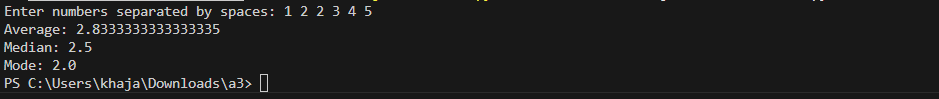 Enter numbers separated by spaces: 1 2 2 3 4 5
Average: 2.8333333333333335
Median: 2.5
Mode: 2.0
PS C:\Users\khaja\Downloads\a3>